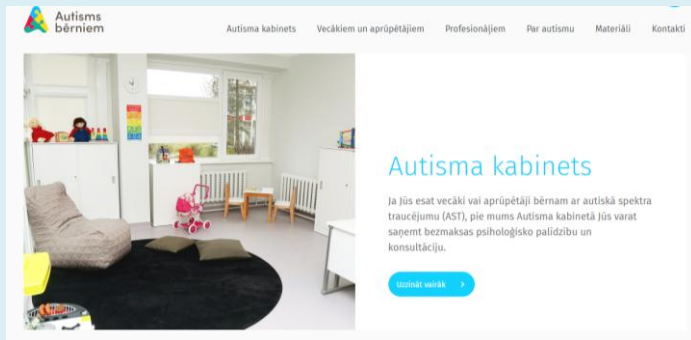 Autisms
bērniem
Autisma kabinets Vecākiem un aprūpētājiem Profesionāļiem Par autismu Materiāli Kontakti
Autisma kabinets
Ja Jūs esat vecāki vai aprūpētāji bērnam ar autiskā spektra
traucējumu (AST), pie mums Autisma kabinetā Jūs varat
saņemt bezmaksas psiholoģisko palīdzību un
konsultāciju.
Uzzināt vairāk